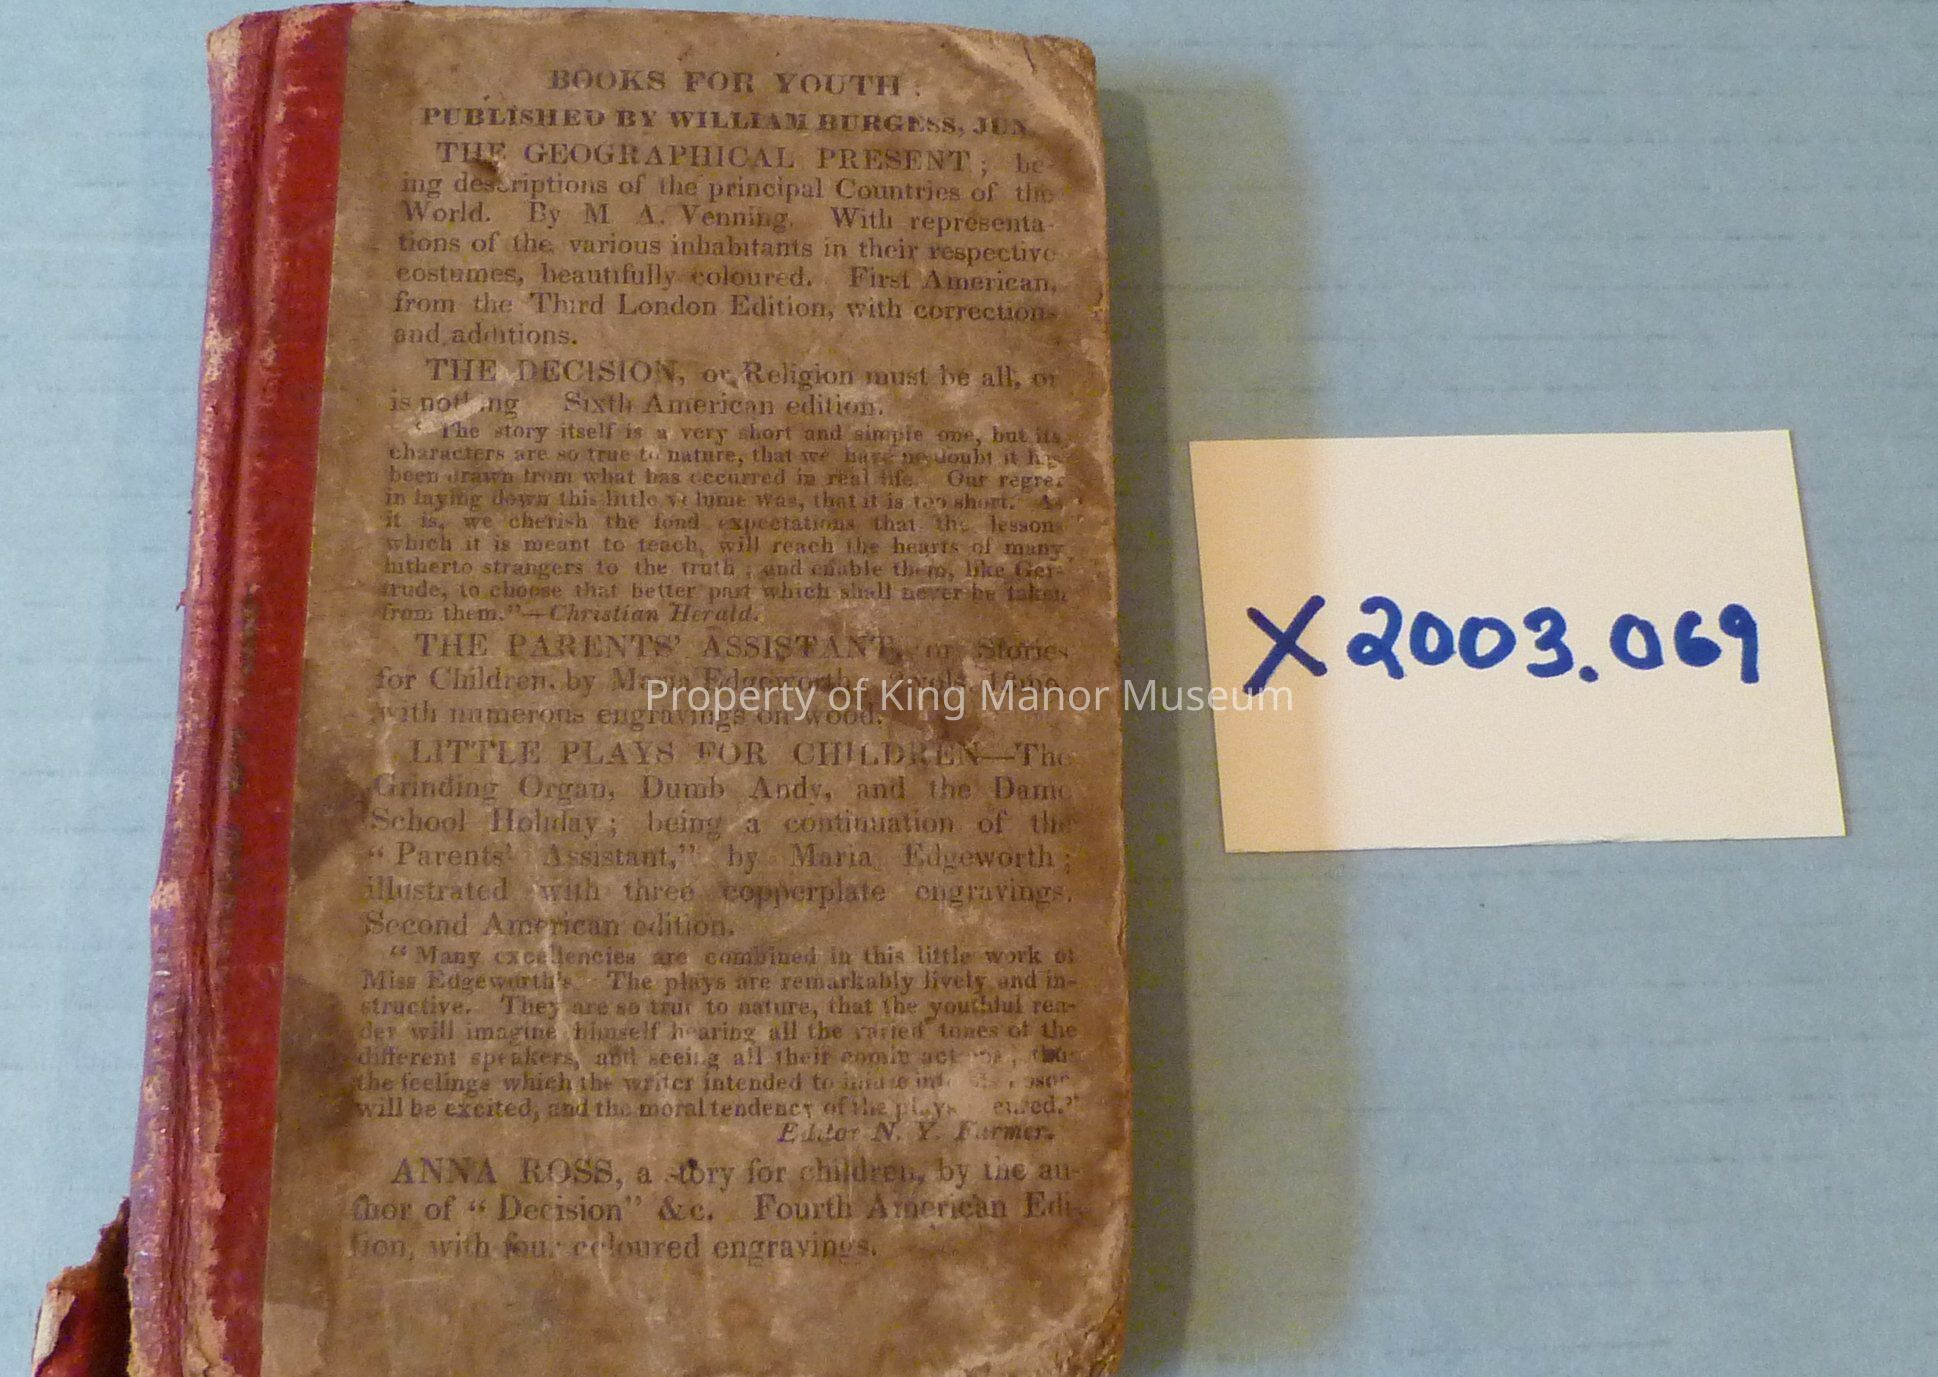 BOOKS FOR YOUTH:
PUBLISHED BY WILLIAM BURGESS, JUN.
THE GEOGRAPHICAL PRESENT; be-
ing descriptions of the principal Countries of the
World. By M. A. Venning. With representa-
tions of the various inhabitants in their respective
costumes, beautifully coloured. First American,
from the Third London Edition, with corrections
and additions.
THE DECISION, or Religion must be all, or
is nothing Sixth American edition.
"The story itself is a very short and simple one, but its
characters are so true to nature, that we have no doubt it has
been drawn from what has occurred in real life. Our regret
in laying down this little volume was, that it is too short. As
it is, we cherish the fond expectations that the lessons
which it is meant to teach, will reach the hearts of many
hitherto strangers to the truth; and enable them, like Ger-
trude, to choose that better part which shall never be taken
from them."—Christian Herald.
THE PARENTS' ASSISTANT, or Stories
for Children, by Maria Edgeworth, vols. 18mo.
with numerous engravings on wood.
LITTLE PLAYS FOR CHILDREN—The
Grinding Organ, Dumb Andy, and the Dame
School Holiday; being a continuation of the
"Parents' Assistant," by Maria Edgeworth;
illustrated with three copperplate engravings.
Second American edition.
"Many excellencies are combined in this little work of
Miss Edgeworth's. The plays are remarkably lively and in-
structive. They are so true to nature, that the youthful rea-
der will imagine himself hearing all the varied tones of the
different speakers, and seeing all their comic actions; thus
the feelings which the writer intended to
will be excited, and the moral tendency of the plays
Editor N. Y. Farmer.
ANNA ROSS, a story for children, by the au-
thor of "Decision" &c. Fourth American Edi-
tion, with four coloured engravings.
X2003.069
Property of King Manor Museum